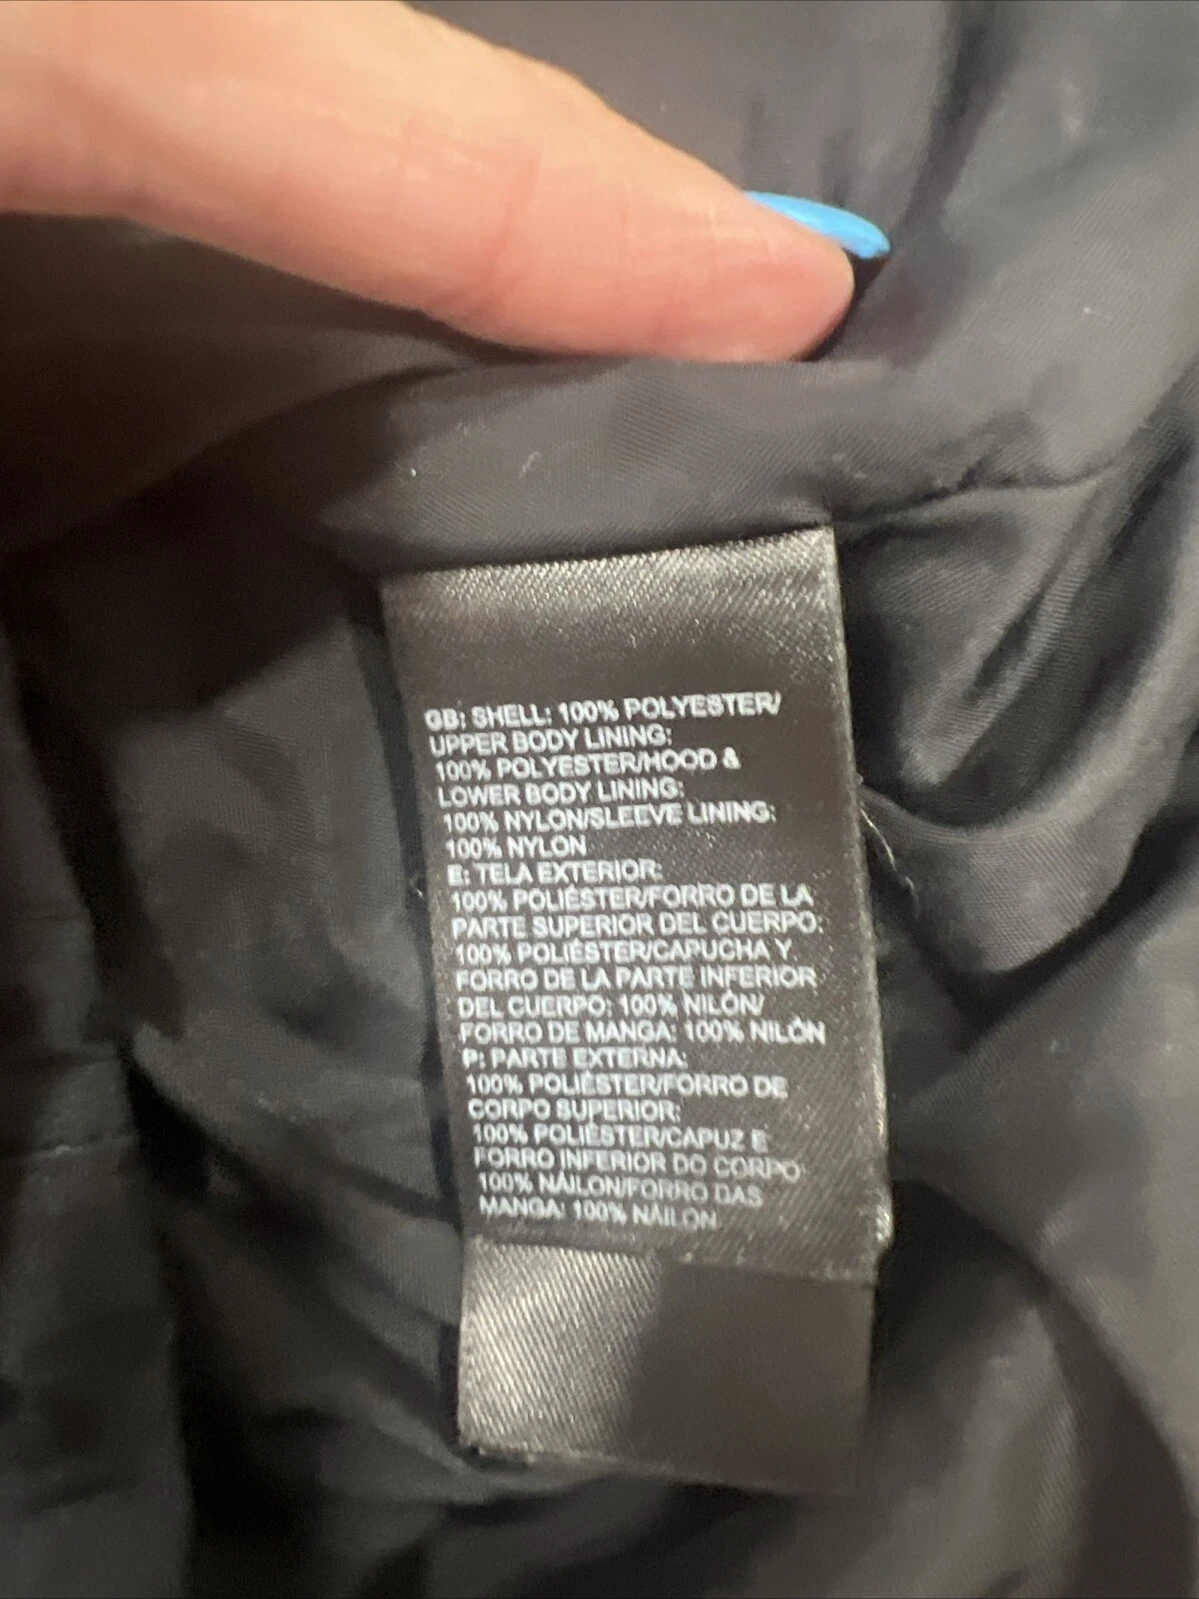 GB: SHELL: 100% POLYESTER/
UPPER BODY LINING:
100% POLYESTER/HOOD &
LOWER BODY LINING:
100% NYLON/SLEEVE LINING:
100% NYLON
E: TELA EXTERIOR:
100% POLIÉSTER/FORRO DE LA
PARTE SUPERIOR DEL CUERPO:
100% POLIÉSTER/CAPUCHA Y
FORRO DE LA PARTE INFERIOR
DEL CUERPO: 100% NILÓN/
FORRO DE MANGA: 100% NILÓN
P: PARTE EXTERNA:
100% POLIÉSTER/FORRO DE
CORPO SUPERIOR:
100% POLIÉSTER/CAPUZ E
FORRO INFERIOR DO CORPO:
100% NÁILON/FORRO DAS
MANGA: 100% NÁILON